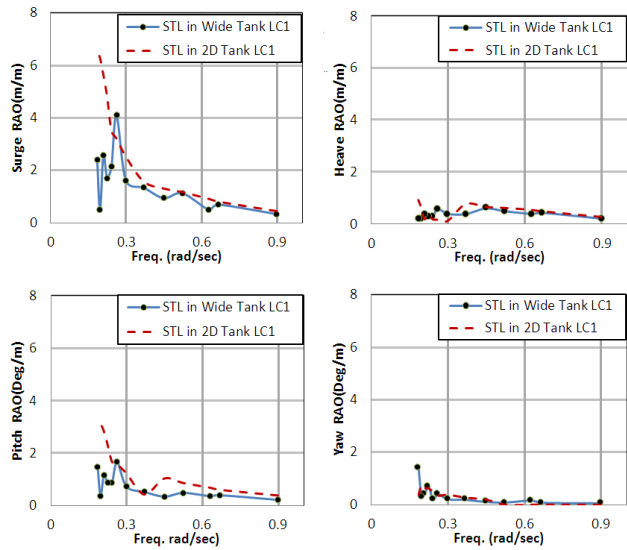 STL in Wide Tank LC1
STL in 2D Tank LC1
Surge RAO(m/m)
8
6
4
2
0
0 0.3 0.6 0.9
Freq. (rad/sec)
STL in Wide Tank LC1
STL in 2D Tank LC1
Heave RAO(m/m)
8
6
4
2
0
0 0.3 0.6 0.9
Freq. (rad/sec)
STL in Wide Tank LC1
STL in 2D Tank LC1
Pitch RAO(Deg/m)
8
6
4
2
0
0 0.3 0.6 0.9
Freq. rad/sec)
STL in Wide Tank LC1
STL in 2D Tank LC1
Yaw RAO(Deg/m)
8
6
4
2
0
0 0.3 0.6 0.9
Freq. (rad/sec)